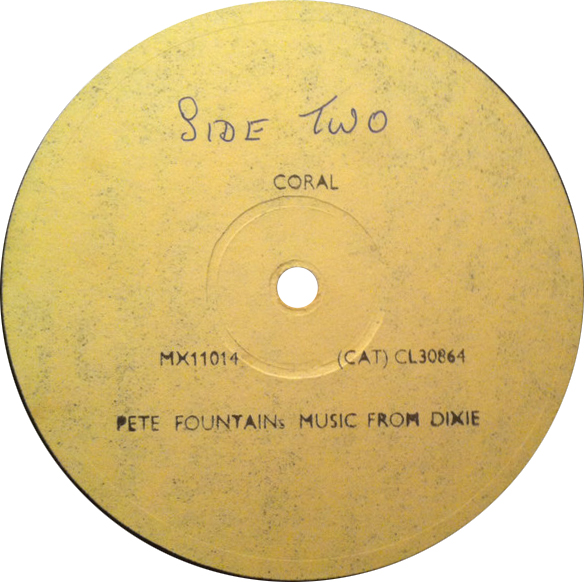 SIDE TWO
CORAL
MX11014 (CAT) CL30864
PETE FOUNTAINs MUSIC FROM DIXIE